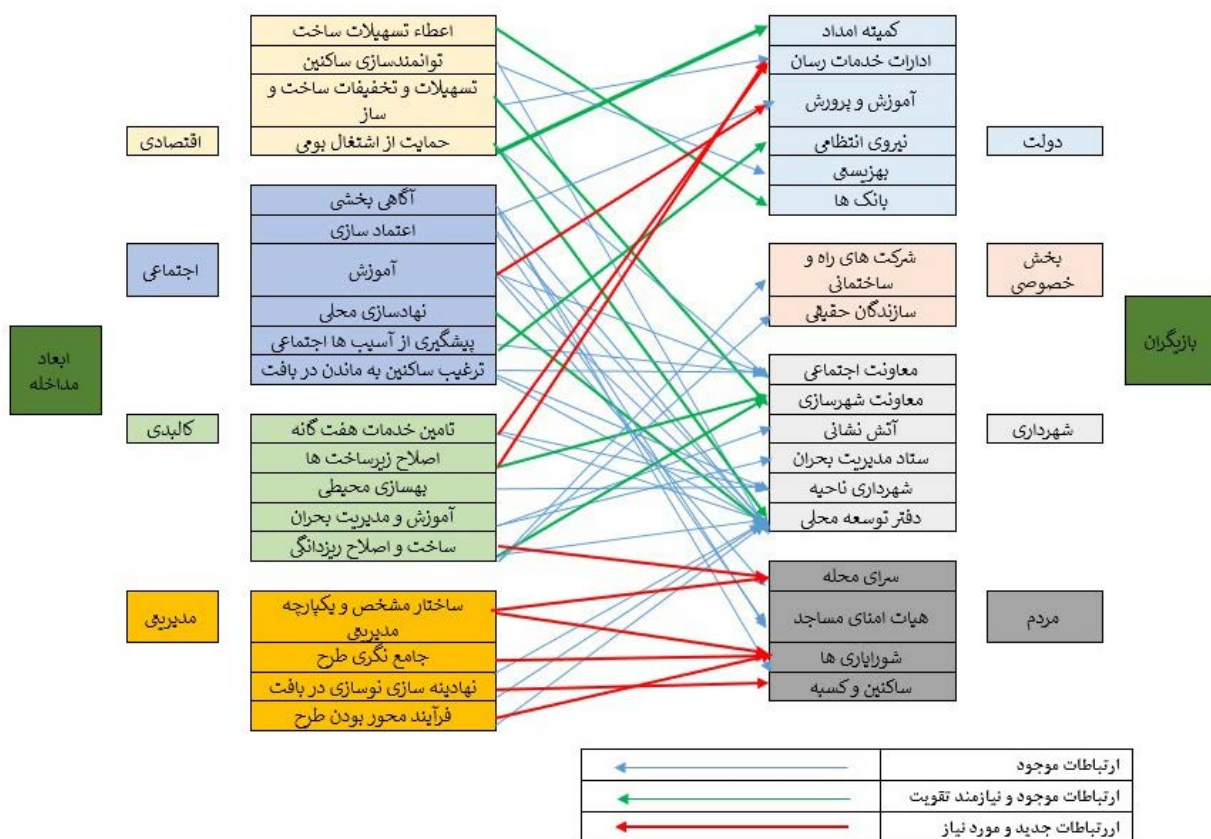 بازیگران
دولت
کمیته امداد
ادارات خدمات رسان
آموزش و پرورش
نیروی انتظامی
بهزیستی
بانک ها
بخش
خصوصی
شرکت های راه و
ساختمانی
سازندگان حقیقی
شهرداری
معاونت اجتماعی
معاونت شهرسازی
آتش نشانی
ستاد مدیریت بحران
شهرداری ناحیه
دفتر توسعه محلی
مردم
سرای محله
هیات امنای مساجد
شورایاری ها
ساکنین و کسبه
اعطاء تسهیلات ساخت
توانمندسازی ساکنین
تسهیلات و تخفیفات ساخت و
ساز
حمایت از اشتغال بومی
اقتصادی
آگاهی بخشی
اعتماد سازی
آموزش
نهادسازی محلی
پیشگیری از آسیب ها اجتماعی
ترغیب ساکنین به ماندن در بافت
اجتماعی
تامین خدمات هفت گانه
اصلاح زیرساخت ها
بهسازی محیطی
آموزش و مدیریت بحران
ساخت و اصلاح ریزدانگی
کالبدی
ساختار مشخص و یکپارچه
مدیریتی
جامع نگری طرح
نهادینه سازی نوسازی در بافت
فرآیند محور بودن طرح
مدیریتی
ابعاد
مداخله
ارتباطات موجود
ارتباطات موجود و نیازمند تقویت
اررتباطات جدید و مورد نیاز